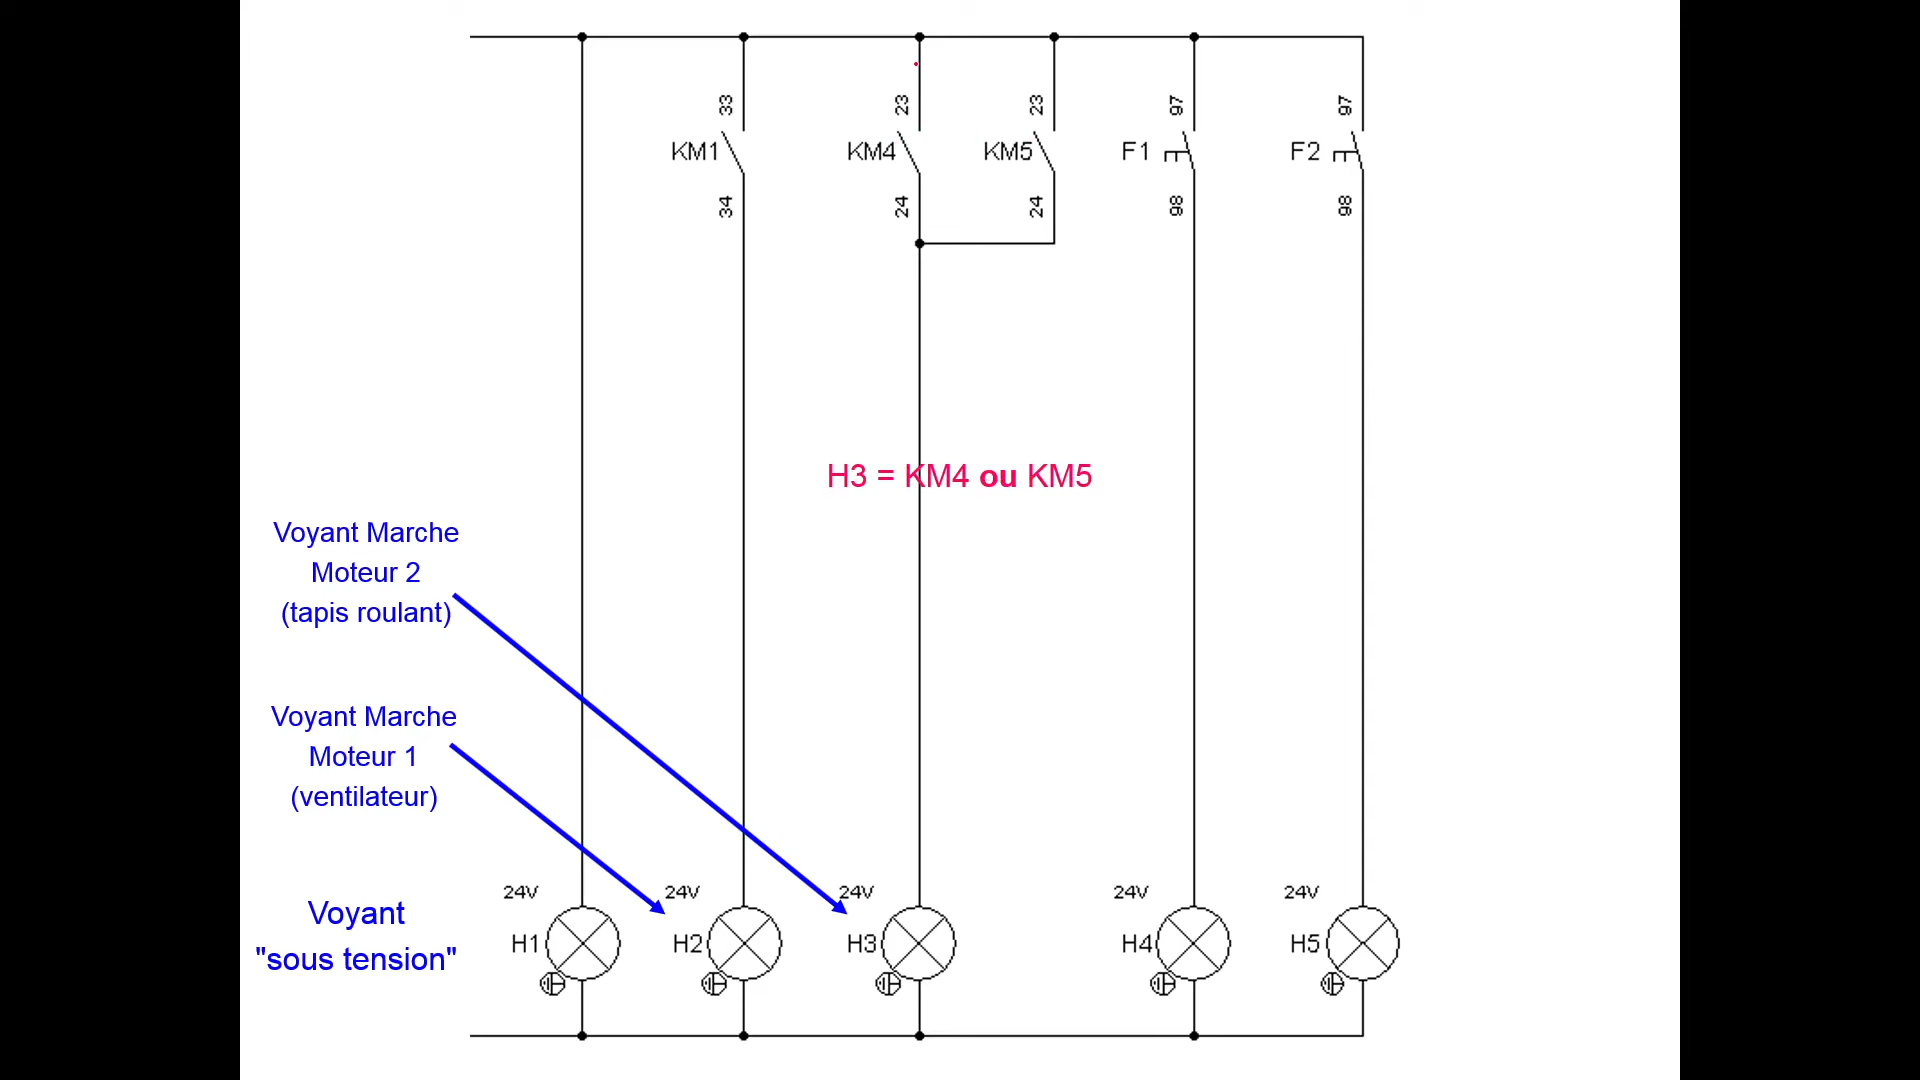 33
23
23
97
97
KM1
KM4
KM5
F1
F2
34
24
24
98
98
H3 = KM4 ou KM5
Voyant Marche
Moteur 2
(tapis roulant)
Voyant Marche
Moteur 1
(ventilateur)
24V
24V
24V
24V
24V
Voyant
"sous tension"
H1
H2
H3
H4
H5